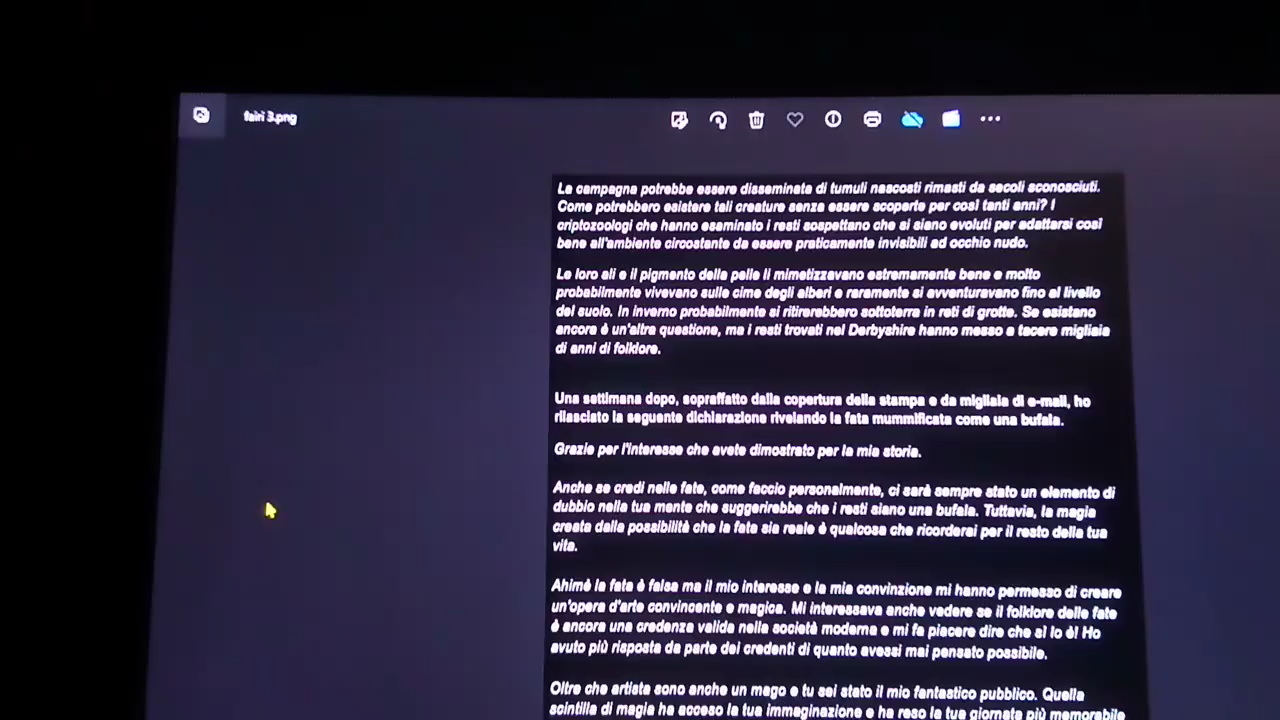 fairi 3.png
La campagna potrebbe essere disseminata di tumuli nascosti rimasti da secoli sconosciuti.
Come potrebbero esistere tali creature senza essere scoperte per così tanti anni? I
criptozoologi che hanno esaminato i resti sospettano che si siano evoluti per adattarsi così
bene all'ambiente circostante da essere praticamente invisibili ad occhio nudo.
Le loro ali e il pigmento della pelle li mimetizzavano estremamente bene e molto
probabilmente vivevano sulle cime degli alberi e raramente si avventuravano fino al livello
del suolo. In inverno probabilmente si ritirerebbero sottoterra in reti di grotte. Se esistano
ancora è un'altra questione, ma i resti trovati nel Derbyshire hanno messo a tacere migliaia
di anni di folklore.
Una settimana dopo, sopraffatto dalla copertura della stampa e da migliaia di e-mail, ho
rilasciato la seguente dichiarazione rivelando la fata mummificata come una bufala.
Grazie per l'interesse che avete dimostrato per la mia storia.
Anche se credi nelle fate, come faccio personalmente, ci sarà sempre stato un elemento di
dubbio nella tua mente che suggerirebbe che i resti siano una bufala. Tuttavia, la magia
creata dalla possibilità che la fata sia reale è qualcosa che ricorderai per il resto della tua
vita.
Ahimè la fata è falsa ma il mio interesse e la mia convinzione mi hanno permesso di creare
un'opera d'arte convincente e magica. Mi interessava anche vedere se il folklore delle fate
è ancora una credenza valida nella società moderna e mi fa piacere dire che sì lo è! Ho
avuto più risposta da parte dei credenti di quanto avessi mai pensato possibile.
Oltre che artista sono anche un mago e tu sei stato il mio fantastico pubblico. Quella
scintilla di magia ha acceso la tua immaginazione e ha reso la tua giornata più memorabile